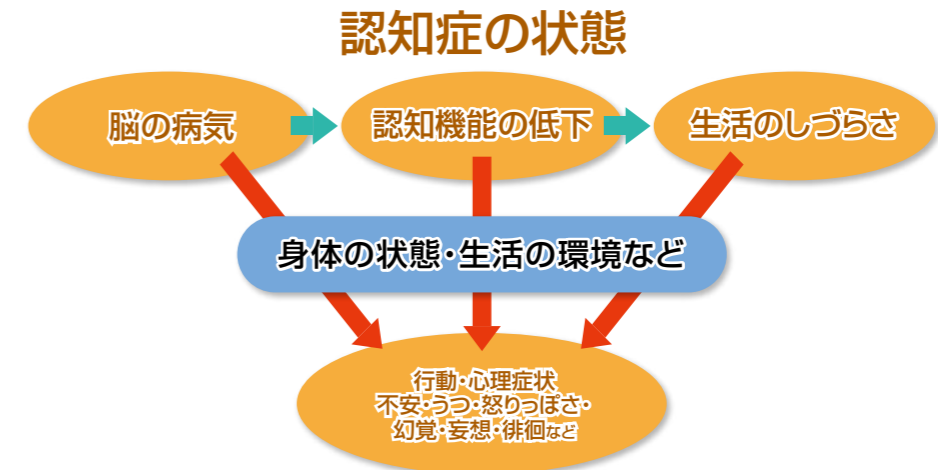 認知症の状態
脳の病気
認知機能の低下
生活のしづらさ
身体の状態・生活の環境など
行動・心理症状
不安・うつ・怒りっぽさ・
幻覚・妄想・徘徊など